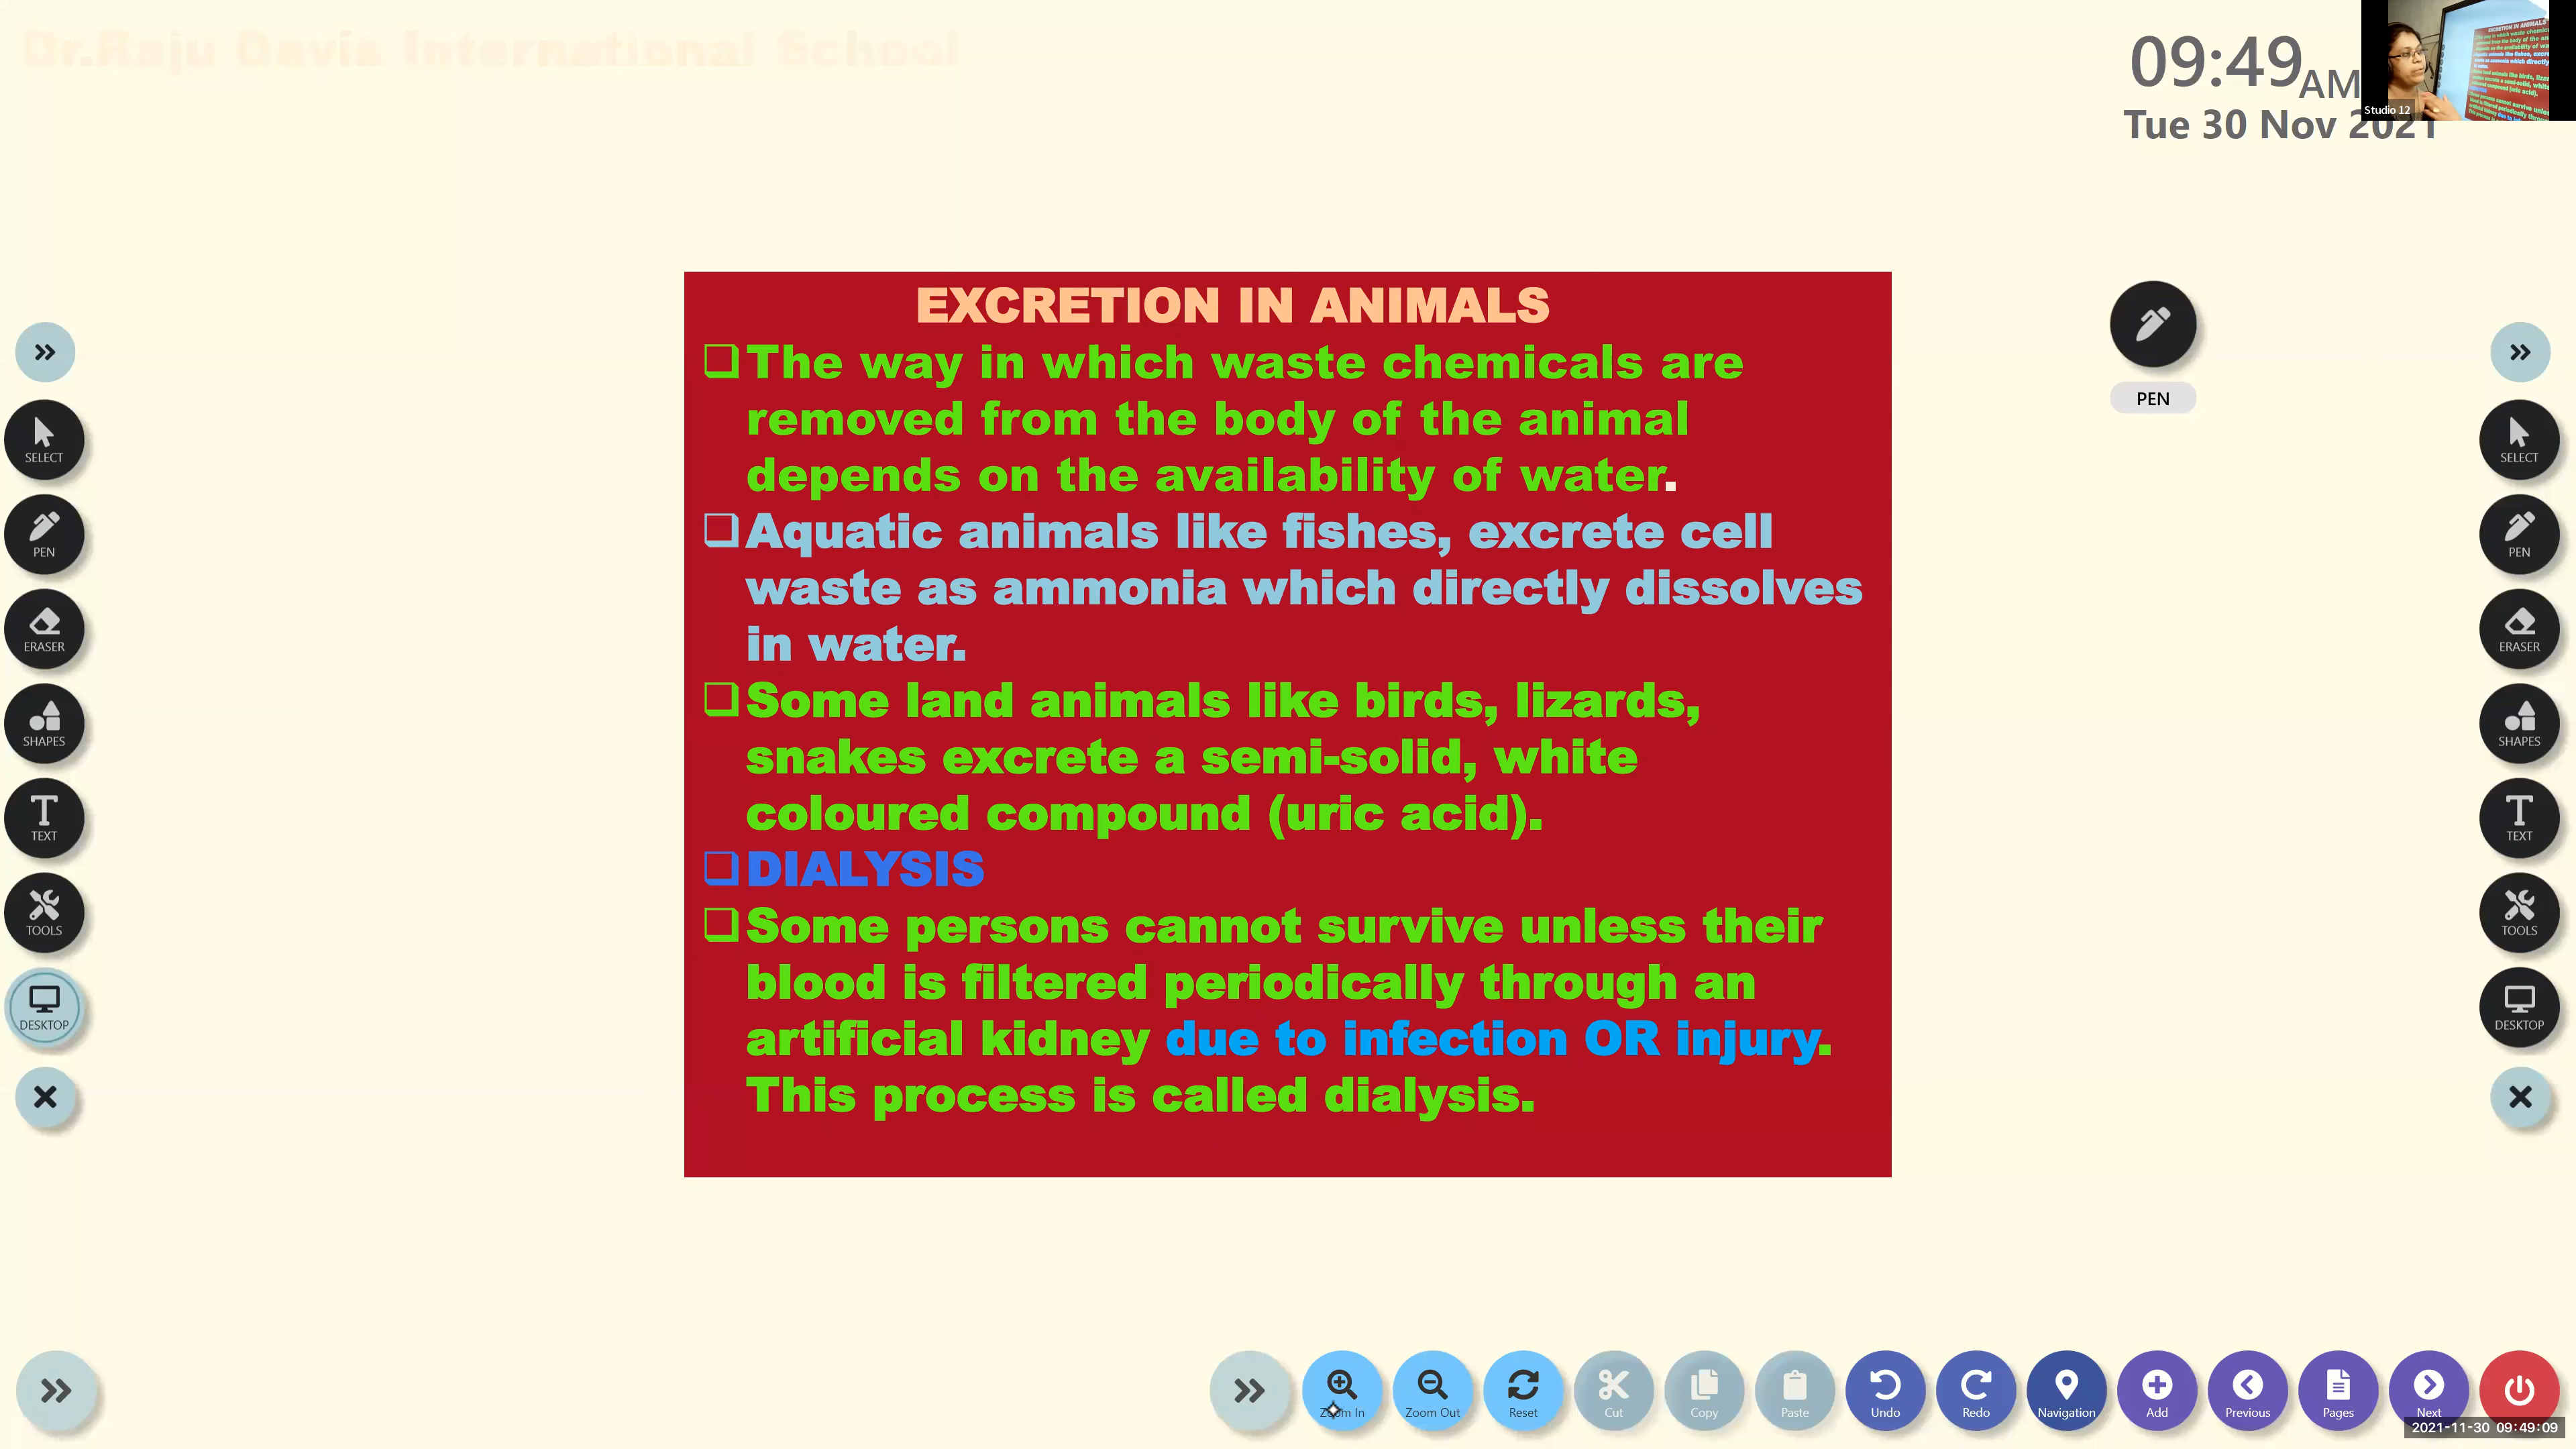 Dr.Raju Davis International School
09:49AM
Tue 30 Nov 2021
Studio 12
EXCRETION IN ANIMALS
❑The way in which waste chemicals are
removed from the body of the animal
depends on the availability of water.
❑Aquatic animals like fishes, excrete cell
waste as ammonia which directly dissolves
in water.
❑Some land animals like birds, lizards,
snakes excrete a semi-solid, white
coloured compound (uric acid).
❑DIALYSIS
❑Some persons cannot survive unless their
blood is filtered periodically through an
artificial kidney due to infection OR injury.
This process is called dialysis.
PEN
SELECT
PEN
ERASER
SHAPES
TEXT
TOOLS
DESKTOP
SELECT
PEN
ERASER
SHAPES
TEXT
TOOLS
DESKTOP
Zoom In
Zoom Out
Reset
Cut
Copy
Paste
Undo
Redo
Navigation
Add
Previous
Pages
Next
2021-11-30 09:49:09